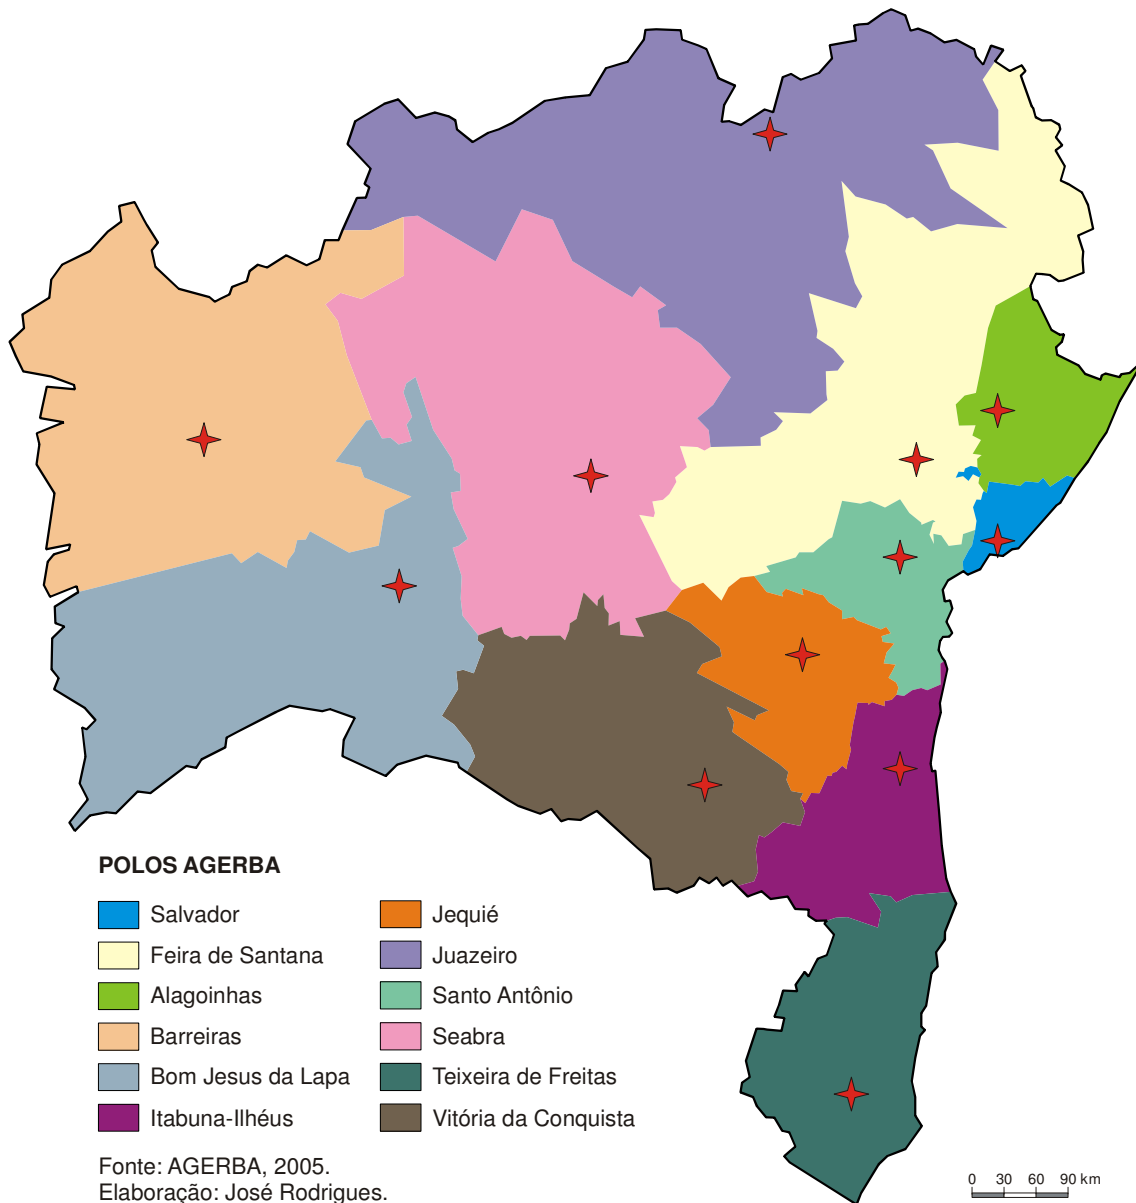 POLOS AGERBA
Salvador
Feira de Santana
Alagoinhas
Barreiras
Bom Jesus da Lapa
Itabuna-Ilhéus
Jequié
Juazeiro
Santo Antônio
Seabra
Teixeira de Freitas
Vitória da Conquista
Fonte: AGERBA, 2005.
Elaboração: José Rodrigues.
0 30 60 90 km